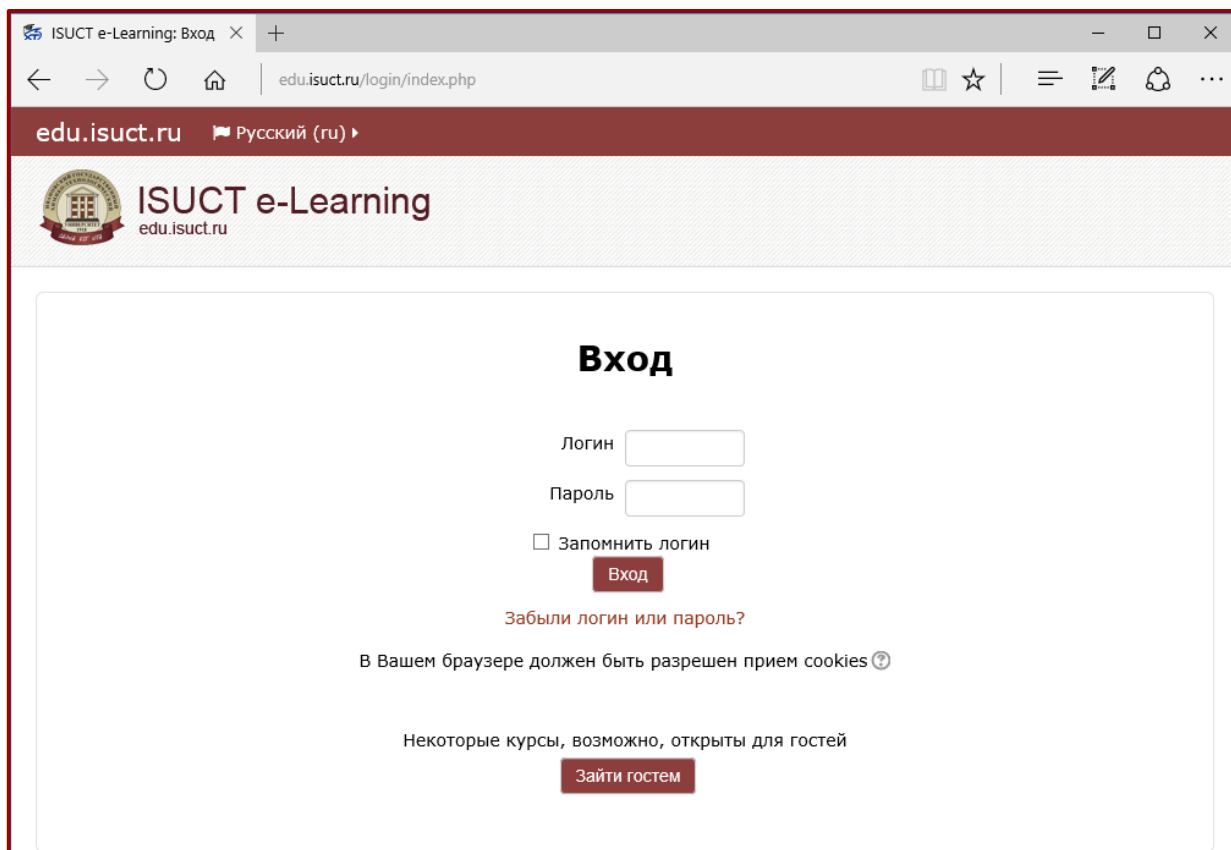 ISUCT e-Learning: Вход
edu.isuct.ru/login/index.php
edu.isuct.ru Русский (ru)
ISUCT e-Learning
edu.isuct.ru
Вход
Логин
Пароль
Запомнить логин
Вход
Забыли логин или пароль?
В Вашем браузере должен быть разрешен прием cookies ?
Некоторые курсы, возможно, открыты для гостей
Зайти гостем